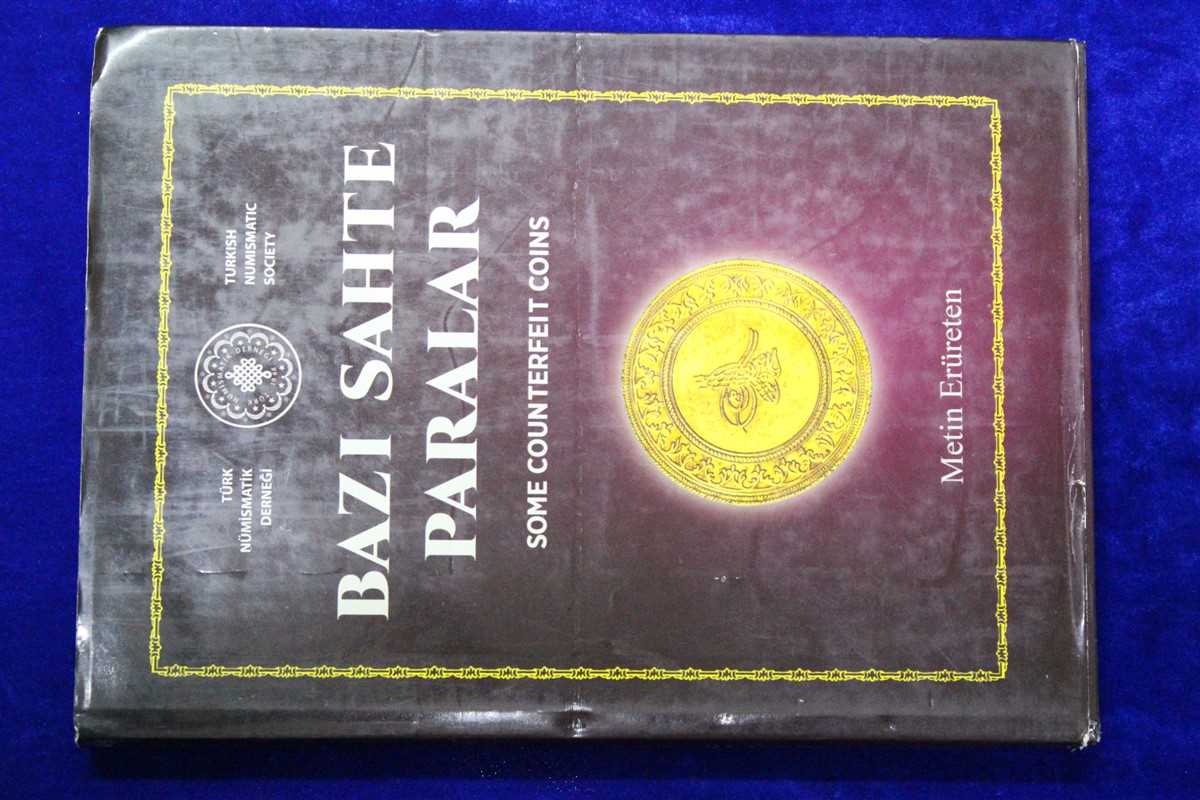 TÜRK
NÜMİSMATİK
DERNEĞİ
TURKISH
NUMISMATIC
SOCIETY
BAZI SAHTE
PARALAR
SOME COUNTERFEIT COINS
Metin Erüreten